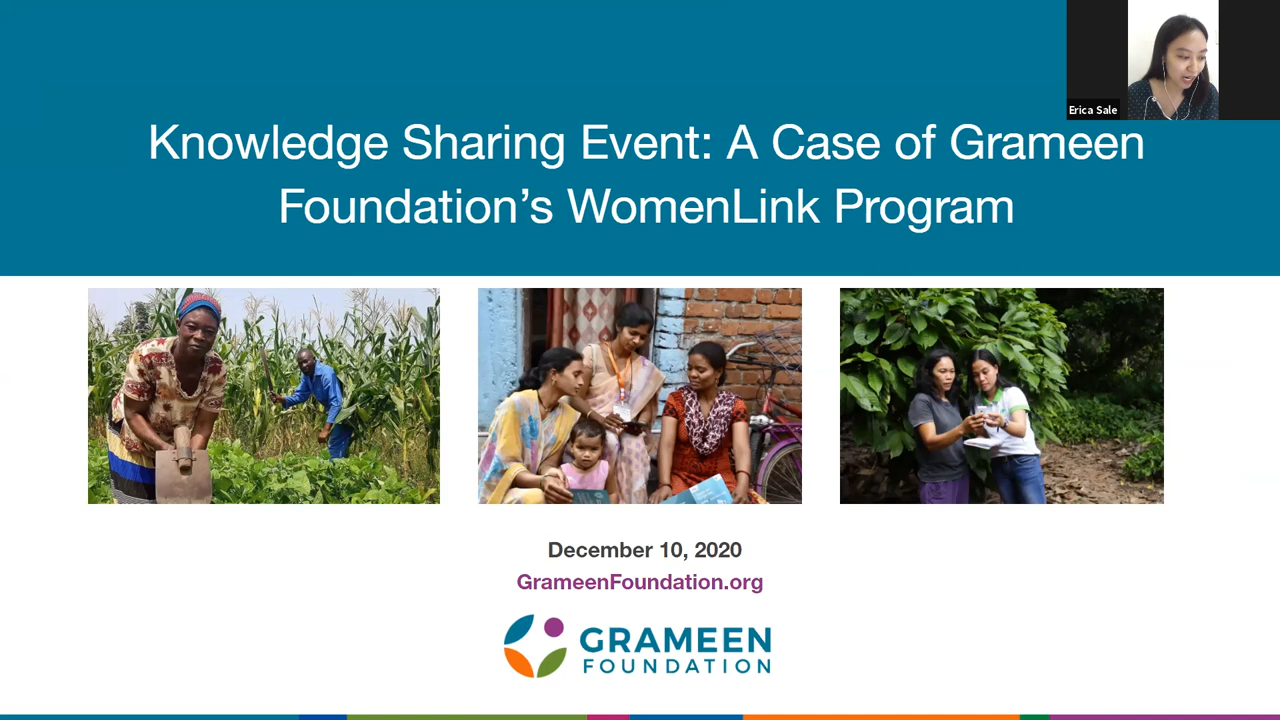 Erica Sale
Knowledge Sharing Event: A Case of Grameen
Foundation’s WomenLink Program
December 10, 2020
GrameenFoundation.org
GRAMEEN
FOUNDATION